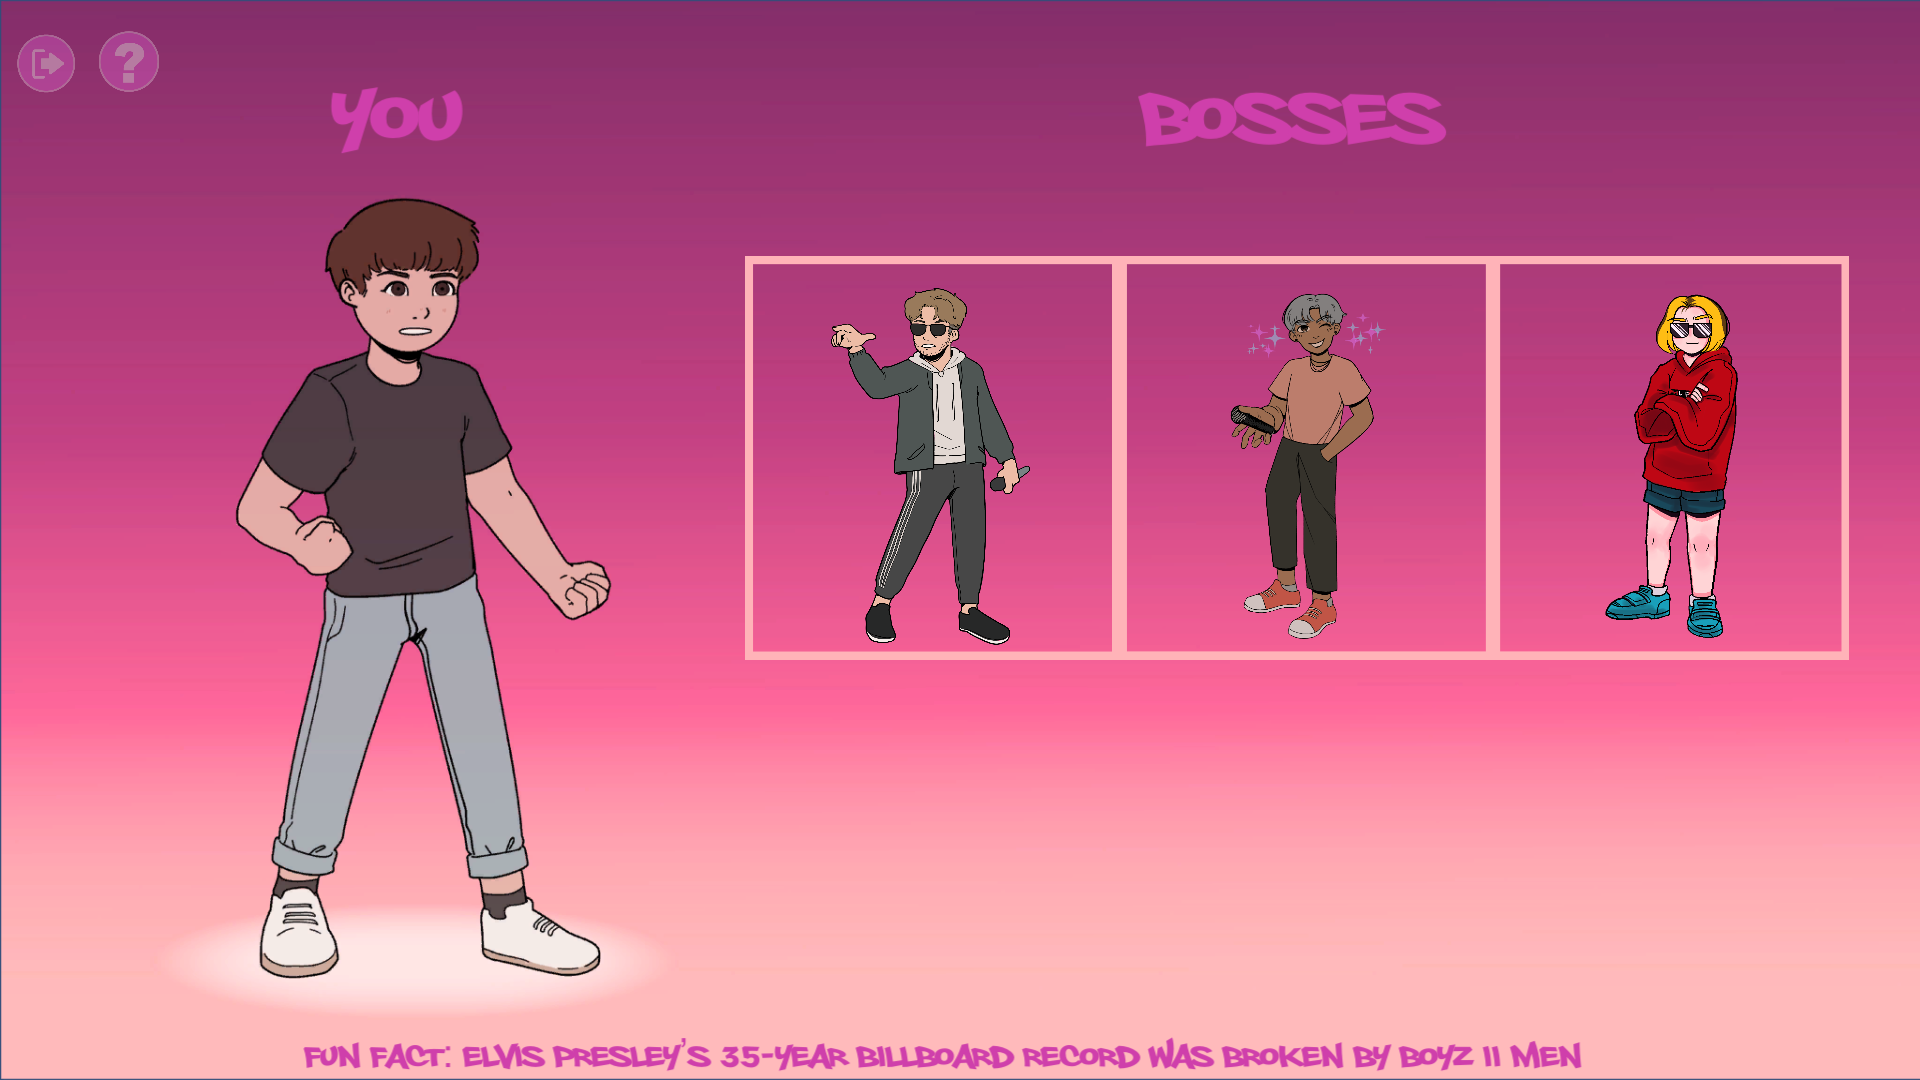 ?
YOU
BOSSES
FUN FACT: ELVIS PRESLEY'S 35-YEAR BILLBOARD RECORD WAS BROKEN BY BOYZ II MEN